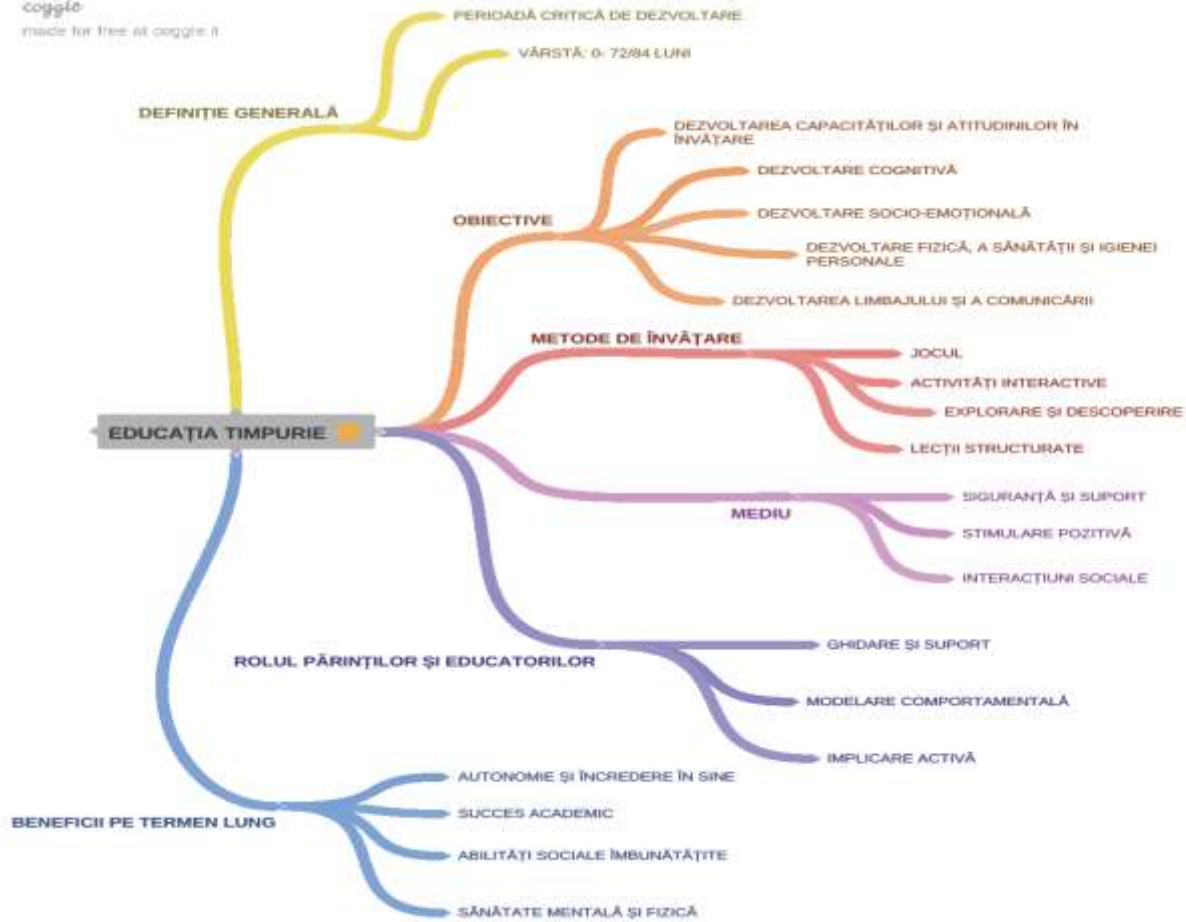 coggle
made for free at coggle.it
PERIOADĂ CRITICĂ DE DEZVOLTARE
VÂRSTĂ: 0- 72/84 LUNI
DEFINIȚIE GENERALĂ
DEZVOLTAREA CAPACITĂȚILOR ȘI ATITUDINILOR ÎN
ÎNVĂȚARE
DEZVOLTARE COGNITIVĂ
OBIECTIVE
DEZVOLTARE SOCIO-EMOȚIONALĂ
DEZVOLTARE FIZICĂ, A SĂNĂTĂȚII ȘI IGIENEI
PERSONALE
DEZVOLTAREA LIMBAJULUI ȘI A COMUNICĂRII
METODE DE ÎNVĂȚARE
JOCUL
ACTIVITĂȚI INTERACTIVE
EXPLORARE ȘI DESCOPERIRE
LECȚII STRUCTURATE
EDUCAȚIA TIMPURIE
SIGURANȚĂ ȘI SUPORT
MEDIU
STIMULARE POZITIVĂ
INTERACȚIUNI SOCIALE
ROLUL PĂRINȚILOR ȘI EDUCATORILOR
GHIDARE ȘI SUPORT
MODELARE COMPORTAMENTALĂ
IMPLICARE ACTIVĂ
BENEFICII PE TERMEN LUNG
AUTONOMIE ȘI ÎNCREDERE ÎN SINE
SUCCES ACADEMIC
ABILITĂȚI SOCIALE ÎMBUNĂTĂȚITE
SĂNĂTATE MENTALĂ ȘI FIZICĂ